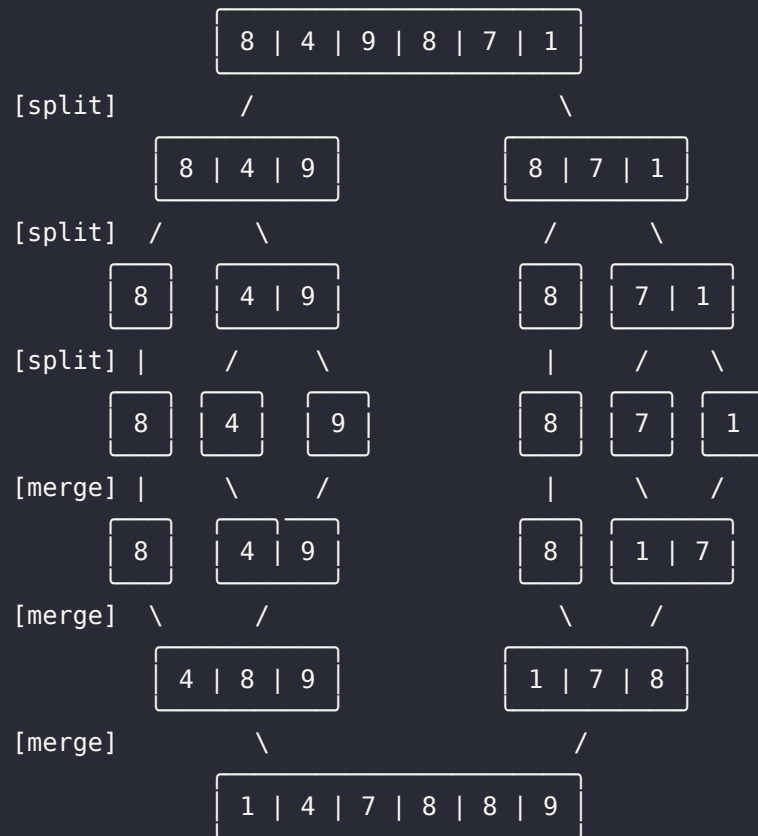 8 | 4 | 9 | 8 | 7 | 1
[split] / \
8 | 4 | 9 8 | 7 | 1
[split] / \ / \
8 4 | 9 8 7 | 1
[split] | / \ | / \
8 4 9 8 7 1
[merge] | \ / | \ /
8 4 | 9 8 1 | 7
[merge] \ / \ /
4 | 8 | 9 1 | 7 | 8
[merge] \ /
1 | 4 | 7 | 8 | 8 | 9